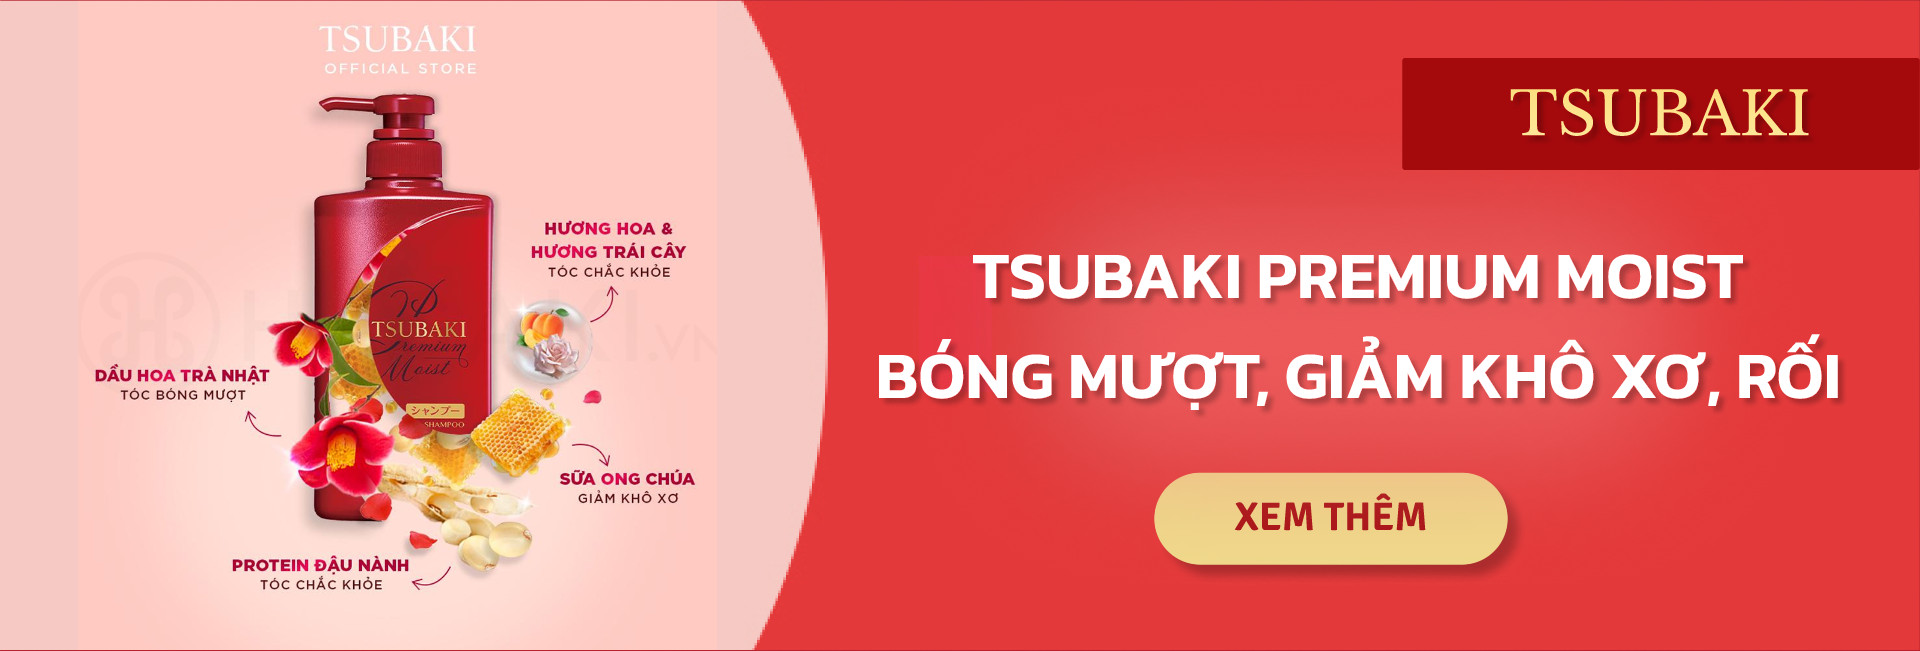 TSUBAKI
OFFICIAL STORE
HƯƠNG HOA &
HƯƠNG TRÁI CÂY
TÓC CHẮC KHỎE
TSUBAKI
Premium
Moist
シャンプー
SHAMPOO
DẦU HOA TRÀ NHẬT
TÓC BÓNG MƯỢT
SỮA ONG CHÚA
GIẢM KHÔ XƠ
PROTEIN ĐẬU NÀNH
TÓC CHẮC KHỎE
TSUBAKI
TSUBAKI PREMIUM MOIST
BÓNG MƯỢT, GIẢM KHÔ XƠ, RỐI
XEM THÊM